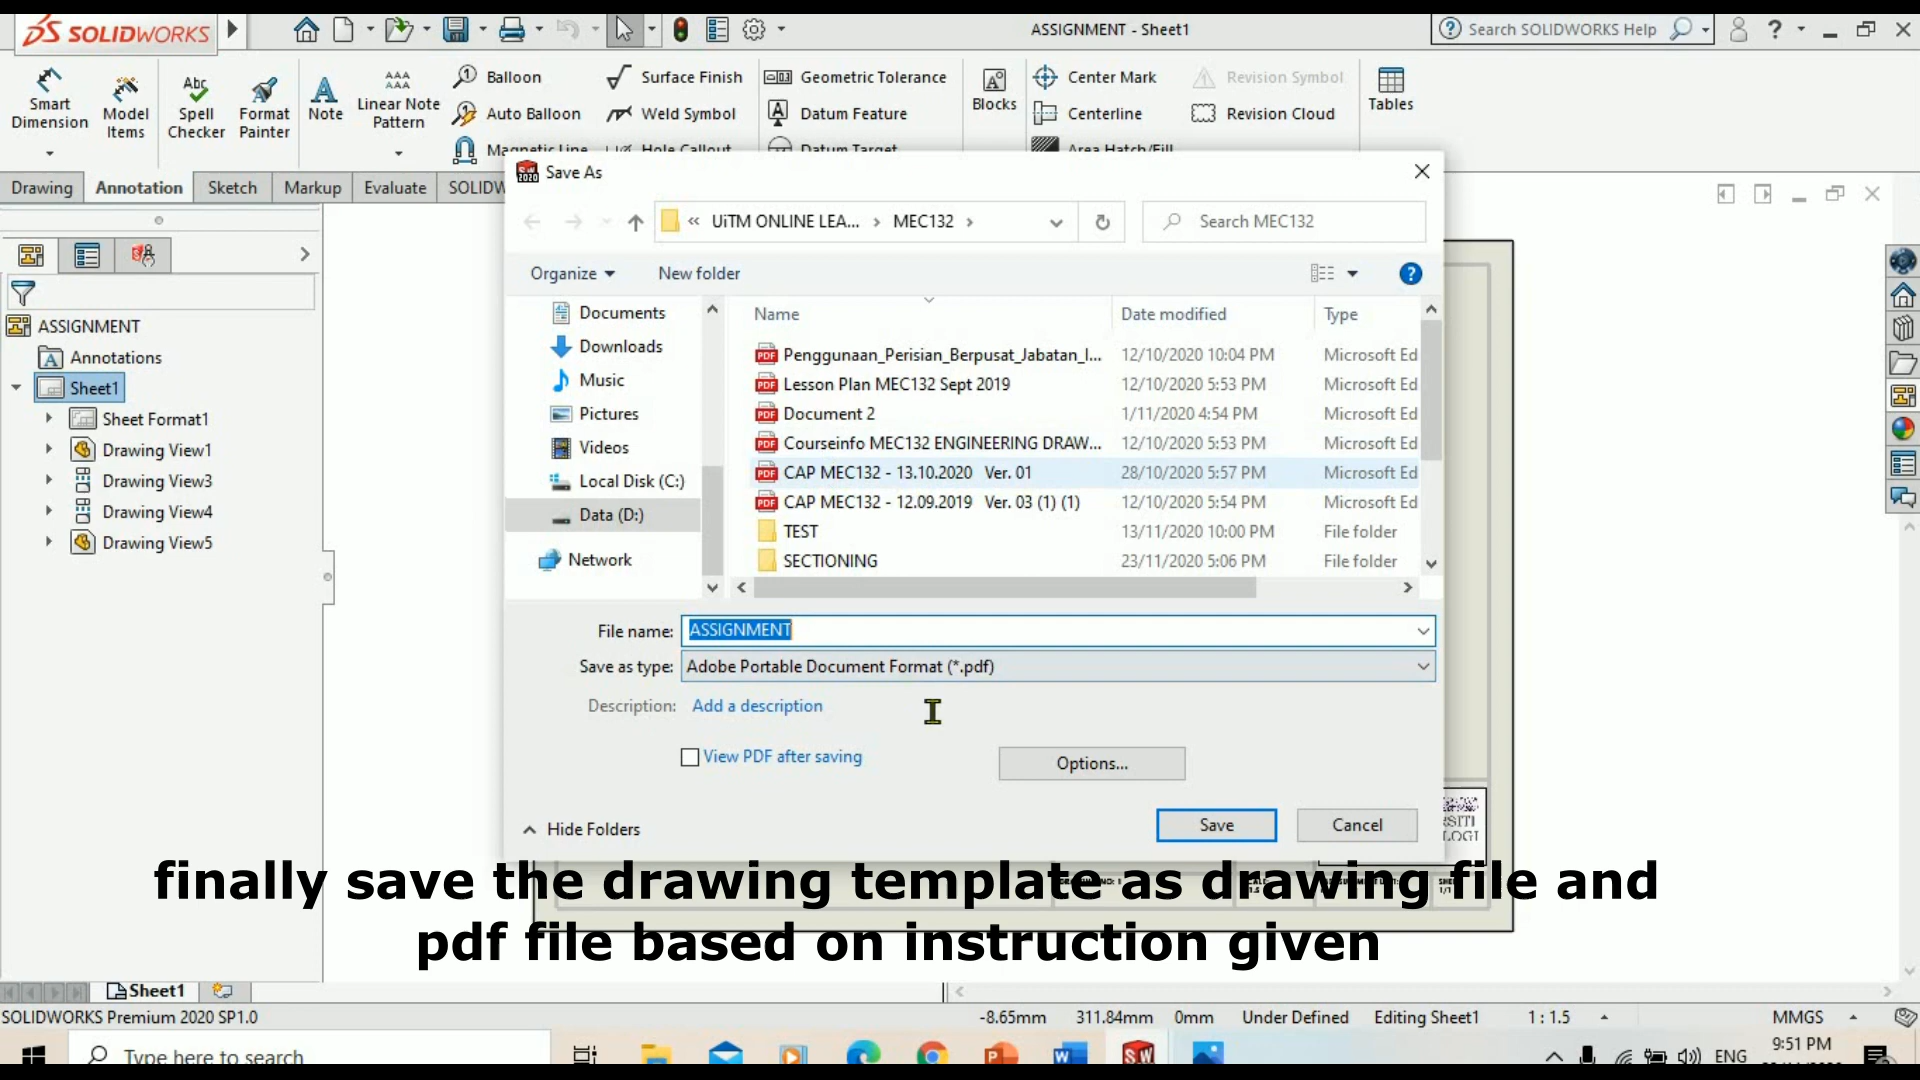 SOLIDWORKS
ASSIGNMENT - Sheet1
Search SOLIDWORKS Help
Smart Dimension
Model Items
Spell Checker
Format Painter
Note
Linear Note Pattern
Balloon
Auto Balloon
Magnetic Line
Surface Finish
Weld Symbol
Hole Callout
Geometric Tolerance
Datum Feature
Datum Target
Blocks
Center Mark
Centerline
Area Hatch/Fill
Revision Symbol
Revision Cloud
Tables
Drawing Annotation Sketch Markup Evaluate SOLIDW
Save As
« UiTM ONLINE LEA... › MEC132 ›
Search MEC132
Organize
New folder
Documents
Downloads
Music
Pictures
Videos
Local Disk (C:)
Data (D:)
Network
Name Date modified Type
Penggunaan_Perisian_Berpusat_Jabatan_I... 12/10/2020 10:04 PM Microsoft Ed
Lesson Plan MEC132 Sept 2019 12/10/2020 5:53 PM Microsoft Ed
Document 2 1/11/2020 4:54 PM Microsoft Ed
Courseinfo MEC132 ENGINEERING DRAW... 12/10/2020 5:53 PM Microsoft Ed
CAP MEC132 - 13.10.2020 Ver. 01 28/10/2020 5:57 PM Microsoft Ed
CAP MEC132 - 12.09.2019 Ver. 03 (1) (1) 12/10/2020 5:54 PM Microsoft Ed
TEST 13/11/2020 10:00 PM File folder
SECTIONING 23/11/2020 5:06 PM File folder
File name: ASSIGNMENT
Save as type: Adobe Portable Document Format (*.pdf)
Description: Add a description
View PDF after saving
Options...
Hide Folders
Save
Cancel
ASSIGNMENT
Annotations
Sheet1
Sheet Format1
Drawing View1
Drawing View3
Drawing View4
Drawing View5
finally save the drawing template as drawing file and
pdf file based on instruction given
Sheet1
SOLIDWORKS Premium 2020 SP1.0
-8.65mm 311.84mm 0mm Under Defined Editing Sheet1 1 : 1.5 MMGS
Type here to search
ENG
9:51 PM